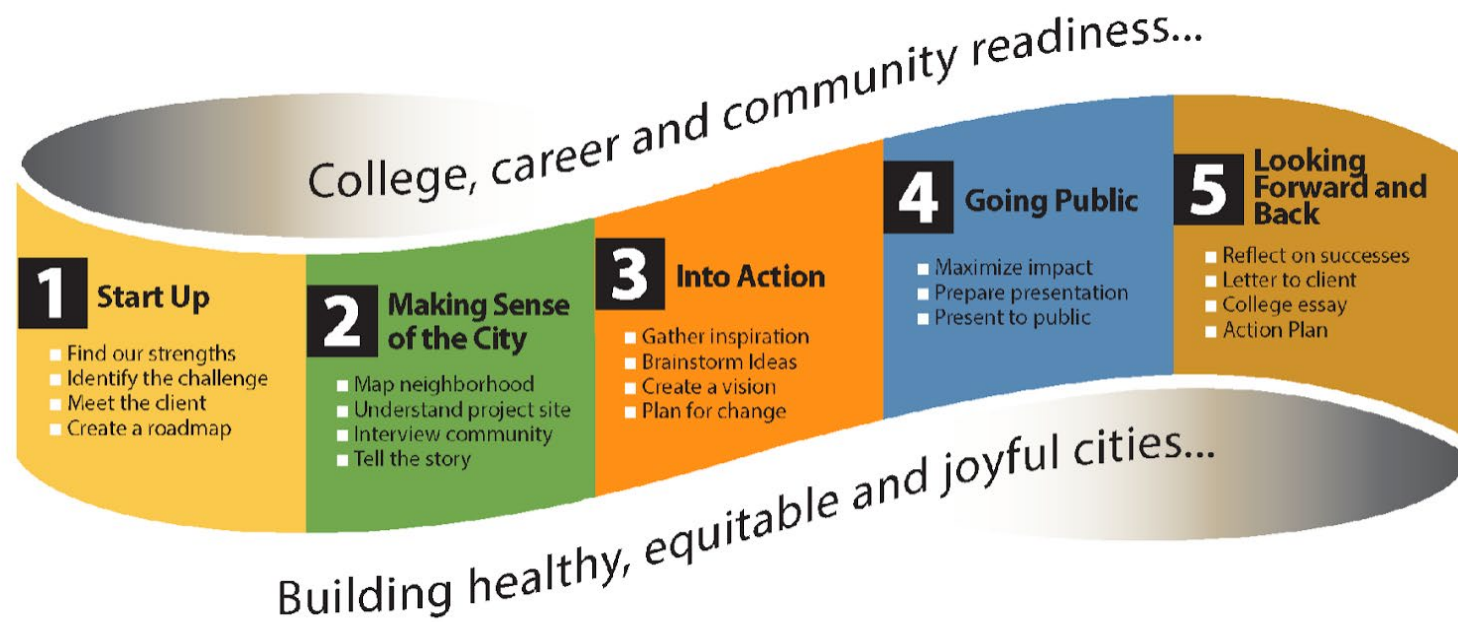 College, career and community readiness...
1
Start Up
Find our strengths
Identify the challenge
Meet the client
Create a roadmap
2
Making Sense
of the City
Map neighborhood
Understand project site
Interview community
Tell the story
3
Into Action
Gather inspiration
Brainstorm Ideas
Create a vision
Plan for change
4
Going Public
Maximize impact
Prepare presentation
Present to public
5
Looking
Forward and
Back
Reflect on successes
Letter to client
College essay
Action Plan
Building healthy, equitable and joyful cities...